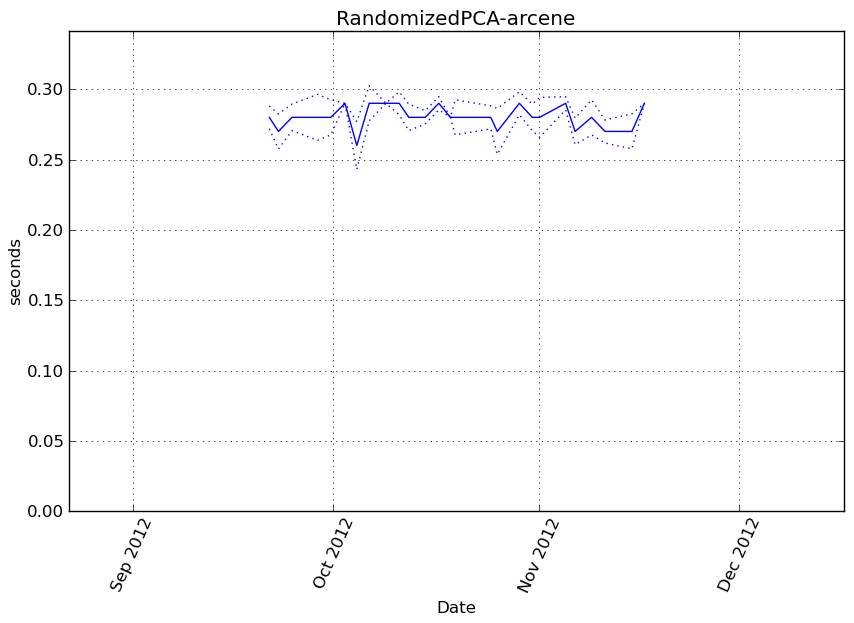 RandomizedPCA-arcene
0.30
0.25
0.20
0.15
0.10
0.05
0.00
seconds
Sep 2012
Oct 2012
Nov 2012
Dec 2012
Date